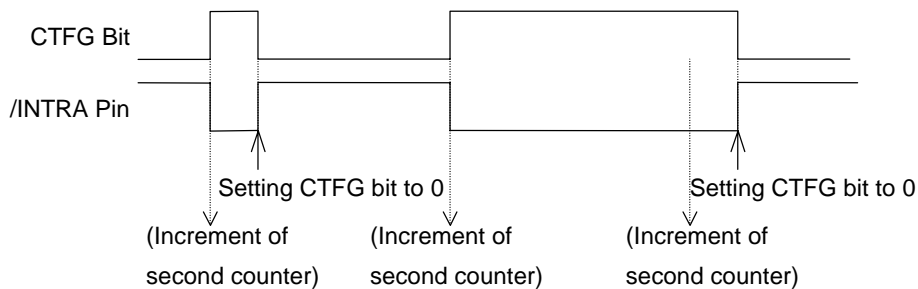 CTFG Bit
/INTRA Pin
Setting CTFG bit to 0
Setting CTFG bit to 0
(Increment of
second counter)
(Increment of
second counter)
(Increment of
second counter)